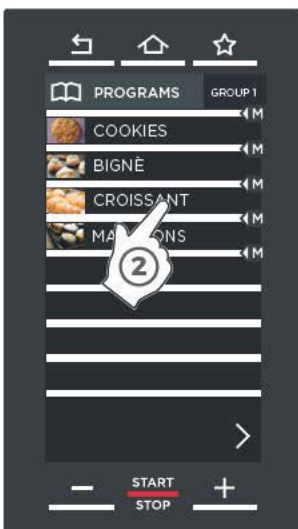 PROGRAMS GROUP 1
M
COOKIES
M
BIGNÈ
M
CROISSANT
M
M
2
START
STOP